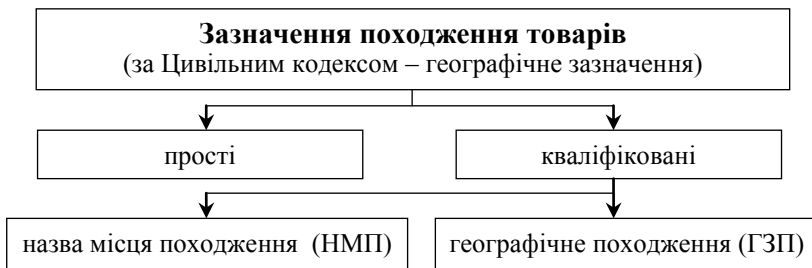 Зазначення походження товарів
(за Цивільним кодексом – географічне зазначення)
прості
кваліфіковані
назва місця походження (НМП)
географічне походження (ГЗП)